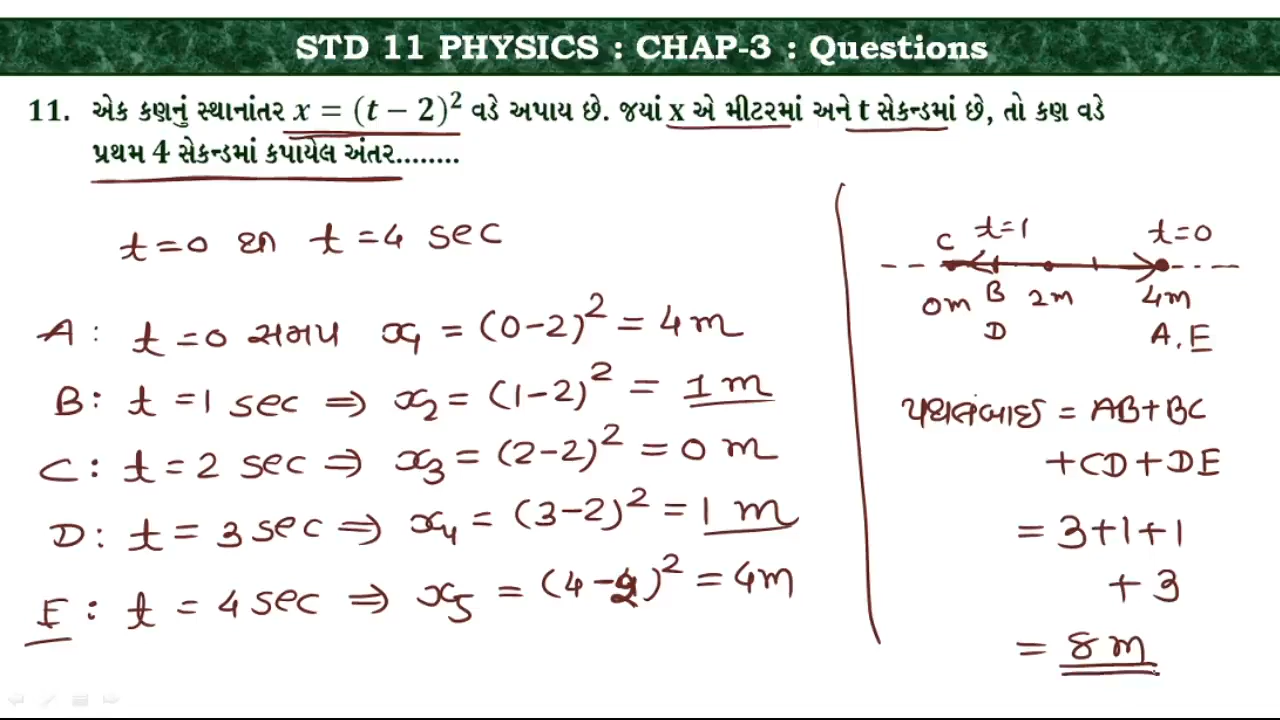 STD 11 PHYSICS : CHAP-3 : Questions
11. એક કણનું સ્થાનાંતર x = (t − 2)² વડે અપાય છે. જયાં x એ મીટરમાં અને t સેકન્ડમાં છે, તો કણ વડે
પ્રથમ 4 સેકન્ડમાં કપાયેલ અંતર........
t = 0 થી t = 4 sec
A : t = 0 સમયે x₁ = (0−2)² = 4m
B : t = 1 sec ⇒ x₂ = (1−2)² = 1 m
C : t = 2 sec ⇒ x₃ = (2−2)² = 0 m
D : t = 3 sec ⇒ x₄ = (3−2)² = 1 m
E : t = 4 sec ⇒ x₅ = (4−2)² = 4m
C t=1 t=0
0m B 2m 4m
D A, E
પથલંબાઈ = AB+BC
+CD+DE
= 3+1+1
+ 3
= 8 m